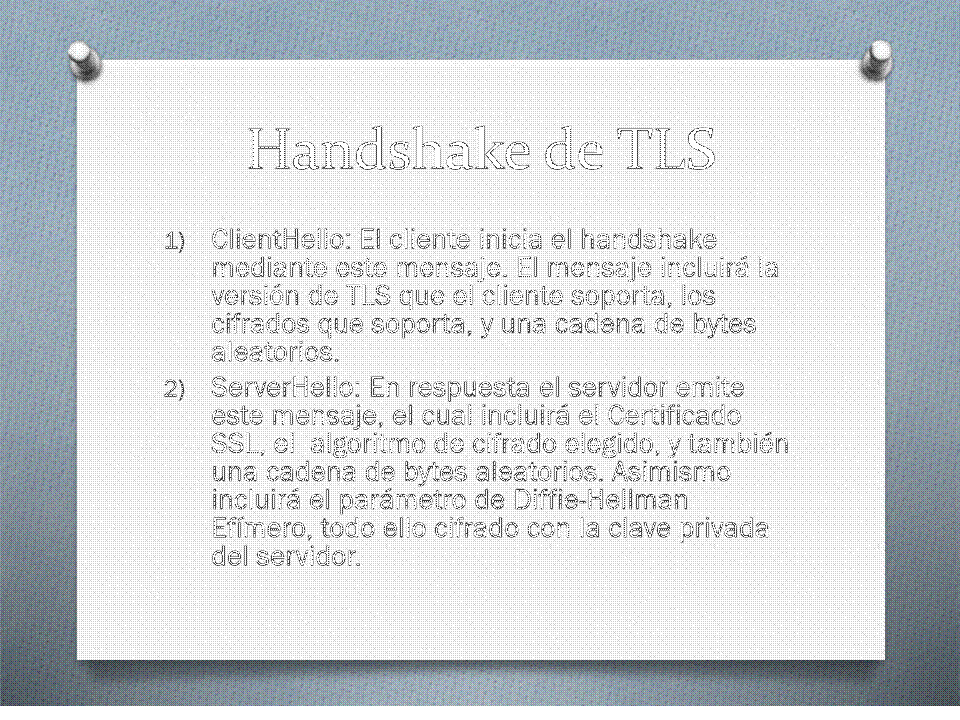 Handshake de TLS
1) ClientHello: El cliente inicia el handshake
mediante este mensaje. El mensaje incluirá la
versión de TLS que el cliente soporta, los
cifrados que soporta, y una cadena de bytes
aleatorios.
2) ServerHello: En respuesta el servidor emite
este mensaje, el cual incluirá el Certificado
SSL, el algoritmo de cifrado elegido, y también
una cadena de bytes aleatorios. Asimismo
incluirá el parámetro de Diffie-Hellman
Efímero, todo ello cifrado con la clave privada
del servidor.